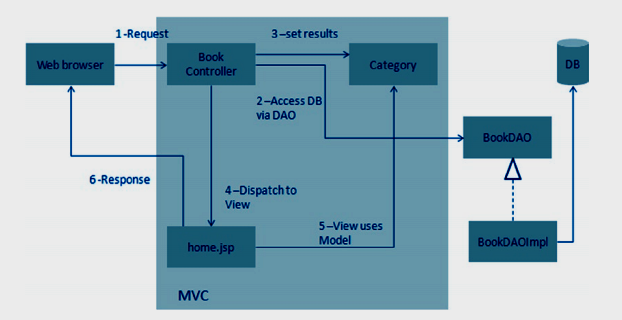 1 -Request
3 –set results
Web browser
Book
Controller
Category
DB
2 –Access DB
via DAO
BookDAO
6 -Response
4 –Dispatch to
View
5 –View uses
Model
home.jsp
BookDAOImpl
MVC